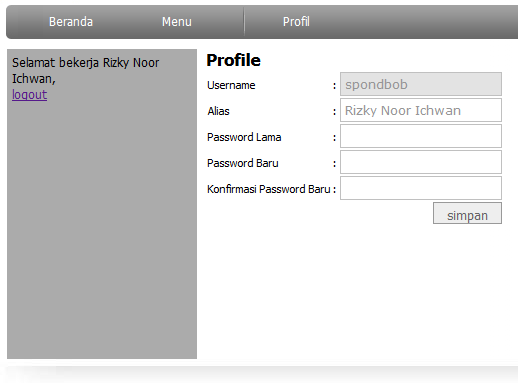 Beranda Menu Profil
Selamat bekerja Rizky Noor
Ichwan,
logout
Profile
Username : spondbob
Alias : Rizky Noor Ichwan
Password Lama :
Password Baru :
Konfirmasi Password Baru :
simpan